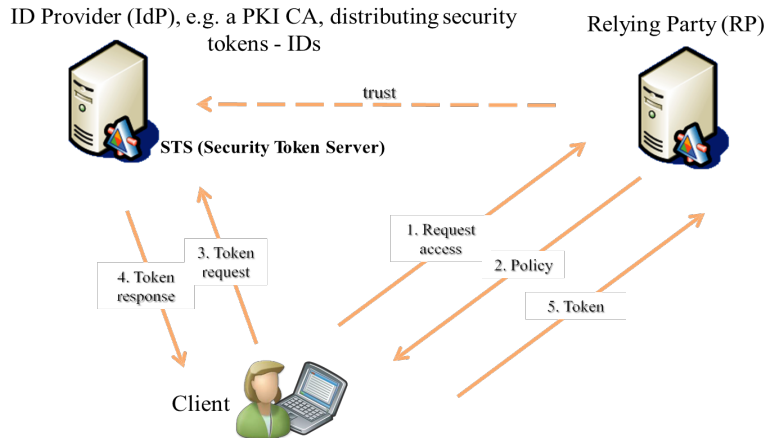 ID Provider (IdP), e.g. a PKI CA, distributing security
tokens - IDs
Relying Party (RP)
trust
STS (Security Token Server)
1. Request
access
3. Token
request
2. Policy
4. Token
response
5. Token
Client